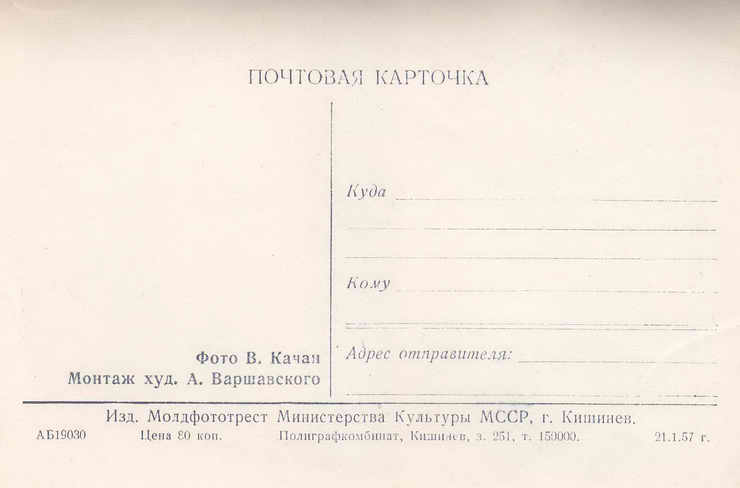 ПОЧТОВАЯ КАРТОЧКА
Куда
Кому
Адрес отправителя:
Фото В. Качан
Монтаж худ. А. Варшавского
Изд. Молдфототрест Министерства Культуры МССР, г. Кишинев.
АБ19030 Цена 80 коп. Полиграфкомбинат, Кишинев, з. 251, т. 150000. 21.1.57 г.